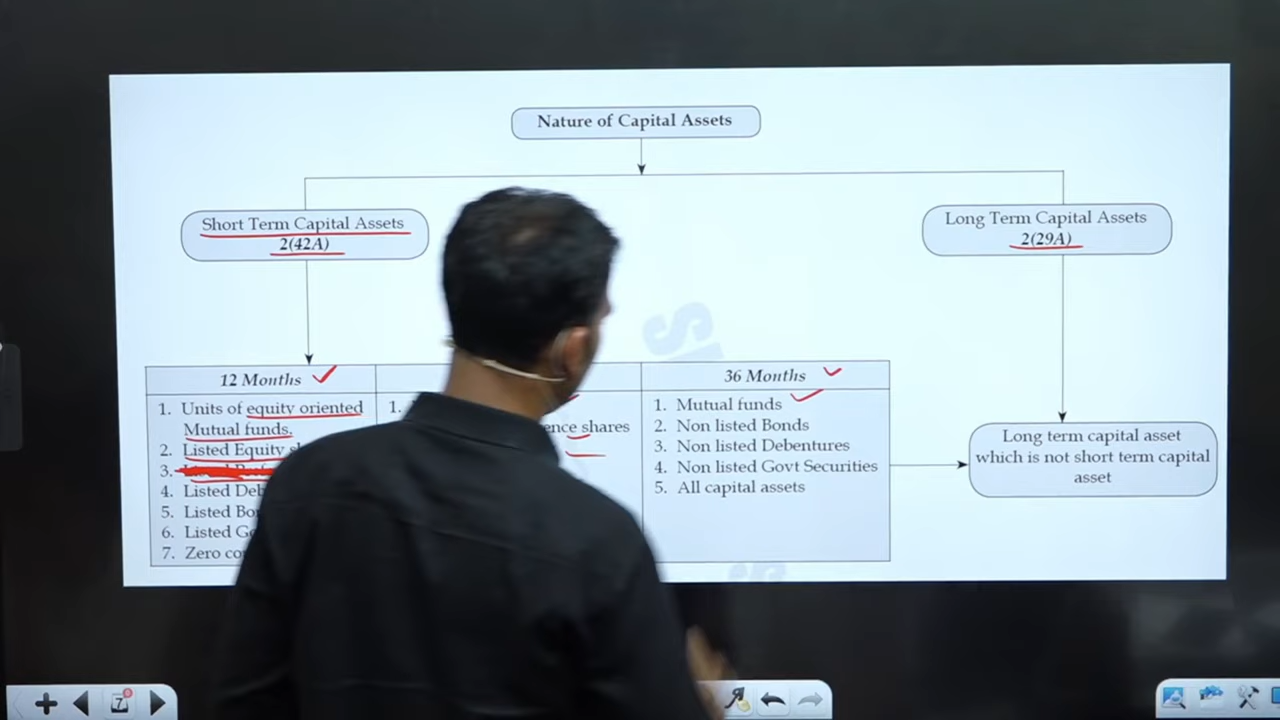 Nature of Capital Assets
Short Term Capital Assets
2(42A)
Long Term Capital Assets
2(29A)
12 Months
1. Units of equity oriented
Mutual funds.
2. Listed Equity
3.
4. Listed
5. Listed
6. Listed
7. Zero
1.
shares
36 Months
1. Mutual funds
2. Non listed Bonds
3. Non listed Debentures
4. Non listed Govt Securities
5. All capital assets
Long term capital asset
which is not short term capital
asset
7